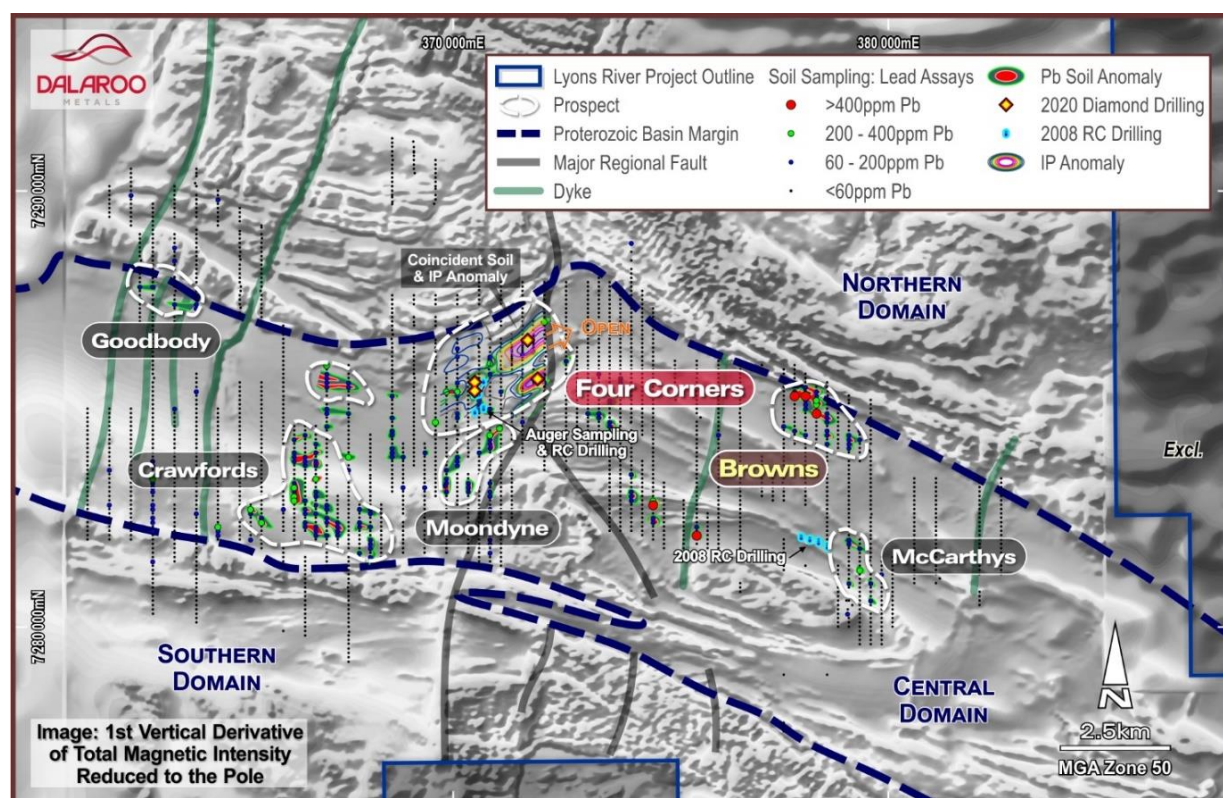 DALAROO
METALS
370 000mE
380 000mE
Lyons River Project Outline
Prospect
Proterozoic Basin Margin
Major Regional Fault
Dyke
Soil Sampling: Lead Assays
>400ppm Pb
200 - 400ppm Pb
60 - 200ppm Pb
<60ppm Pb
Pb Soil Anomaly
2020 Diamond Drilling
2008 RC Drilling
IP Anomaly
7 290 000mN
Coincident Soil
& IP Anomaly
NORTHERN
DOMAIN
OPEN
Goodbody
Four Corners
Auger Sampling
& RC Drilling
Crawfords
Browns
Excl.
Moondyne
2008 RC Drilling
McCarthys
7 280 000mN
SOUTHERN
DOMAIN
CENTRAL
DOMAIN
N
2.5km
MGA Zone 50
Image: 1st Vertical Derivative
of Total Magnetic Intensity
Reduced to the Pole